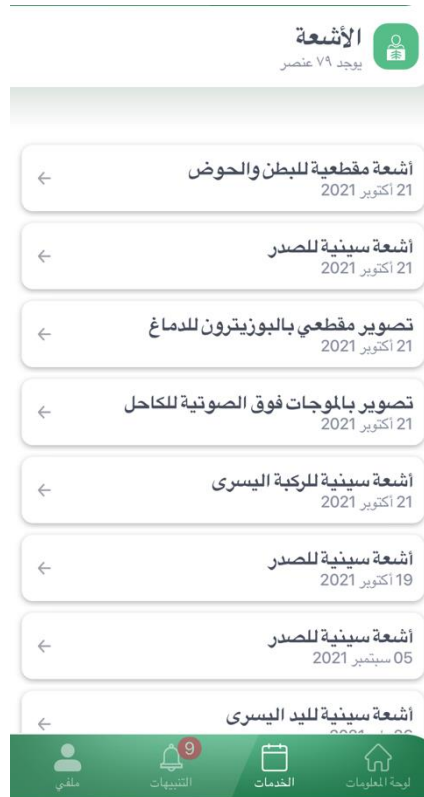 الأشعة
يوجد ٧٩ عنصر
أشعة مقطعية للبطن والحوض
21 أكتوبر 2021
أشعة سينية للصدر
21 أكتوبر 2021
تصوير مقطعي بالبوزيترون للدماغ
21 أكتوبر 2021
تصوير بالموجات فوق الصوتية للكاحل
21 أكتوبر 2021
أشعة سينية للركبة اليسرى
21 أكتوبر 2021
أشعة سينية للصدر
19 أكتوبر 2021
أشعة سينية للصدر
05 سبتمبر 2021
أشعة سينية لليد اليسرى
لوحة المعلومات
الخدمات
9
التنبيهات
ملفي